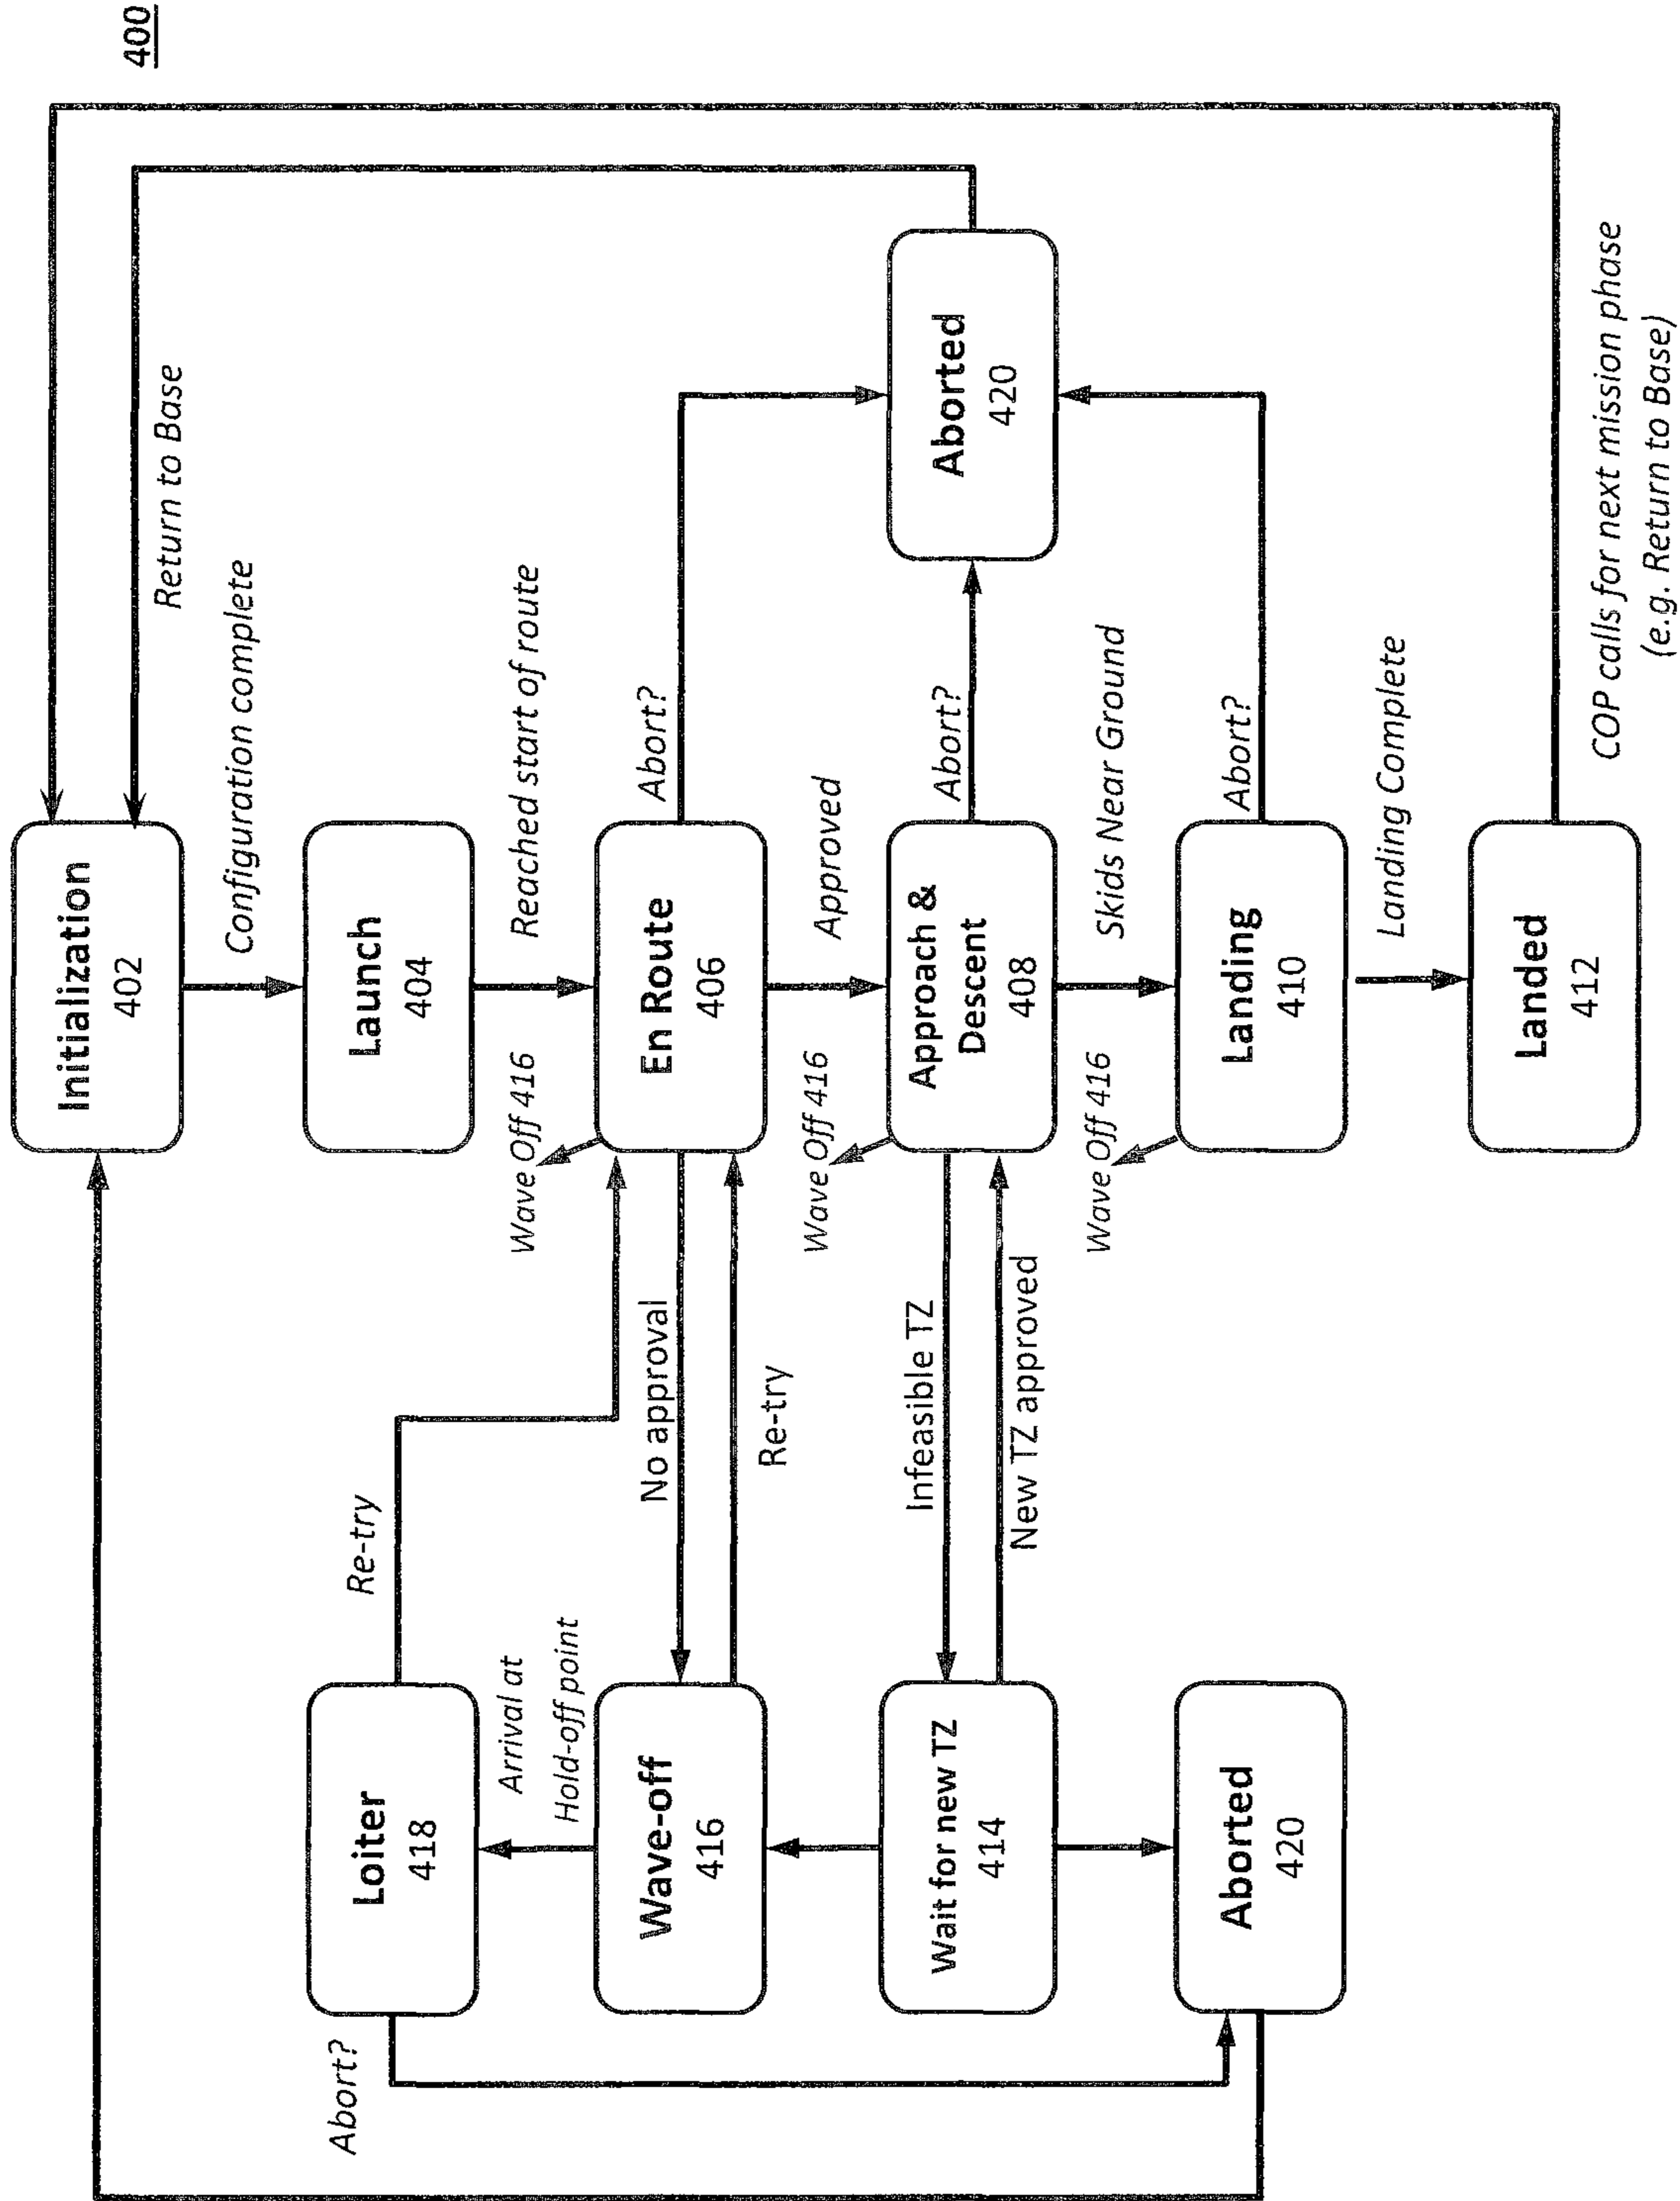 400
Initialization
402
Return to Base
Configuration complete
Launch
404
Reached start of route
Loiter
418
Re-try
Abort?
Arrival at
Hold-off point
Wave Off 416
En Route
406
Abort?
Wave-off
416
No approval
Re-try
Approved
Wave Off 416
Approach &
Descent
408
Abort?
Aborted
420
Wait for new TZ
414
Infeasible TZ
New TZ approved
Skids Near Ground
Wave Off 416
Landing
410
Abort?
Aborted
420
Landing Complete
Landed
412
COP calls for next mission phase
(e.g. Return to Base)